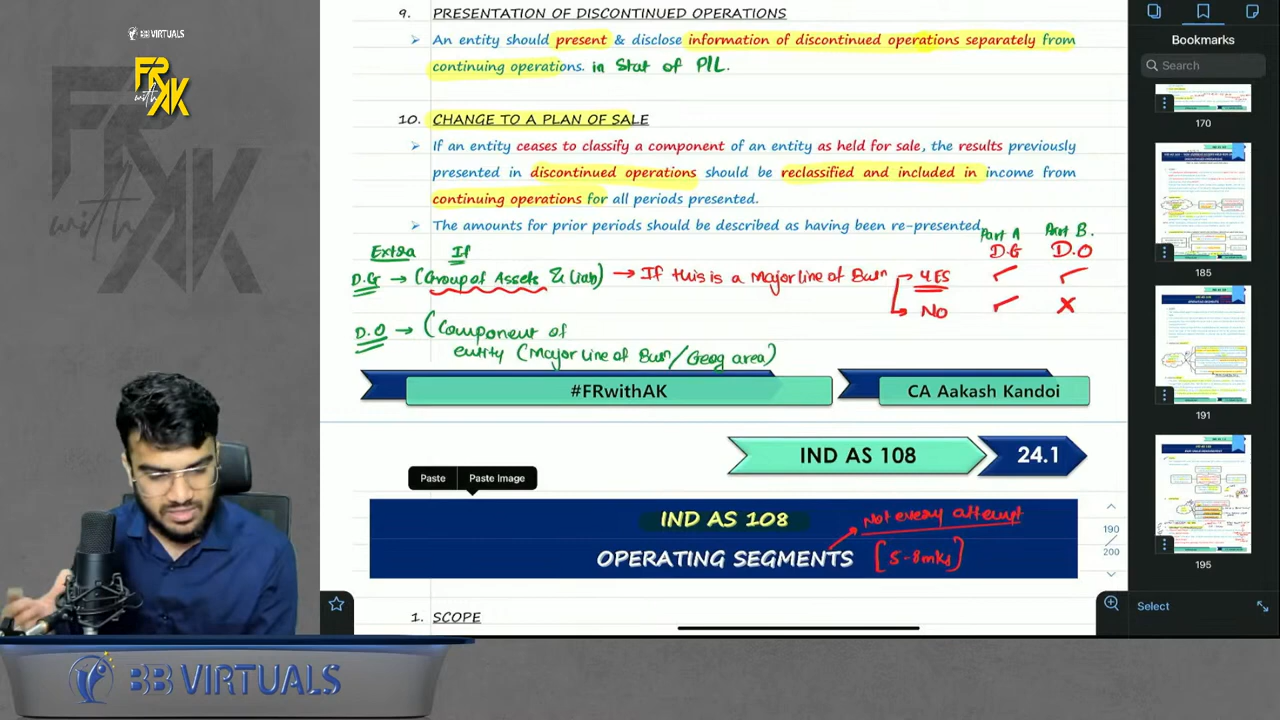 BB VIRTUALS
FR
with
AK
9. PRESENTATION OF DISCONTINUED OPERATIONS
➢ An entity should present & disclose information of discontinued operations separately from
continuing operations. in Stat of P/L.
10. CHANGE TO A PLAN OF SALE
➢ If an entity ceases to classify a component of an entity as held for sale, the results previously
presented in discontinued operations should be reclassified and included in income from
continuing operations for all periods presented.
➢ The amounts for prior periods should be described as having been re-presented.
Part A Part B.
Extra If D.G D.O
D.G → (Group of Assets & Liab) → If this is a Major line of Busn YES ✓ ✓
No ✓ ✗
D.O → (Component of
entity (major line of Busn/Geog area)
#FRwithAK CA Aakash Kandoi
IND AS 108 24.1
Paste Paste Image
IND AS 108
Not every attempt
OPERATING SEGMENTS [5-8mks]
1. SCOPE
Bookmarks
Search
170
185
191
195
190
200
Select
BB VIRTUALS